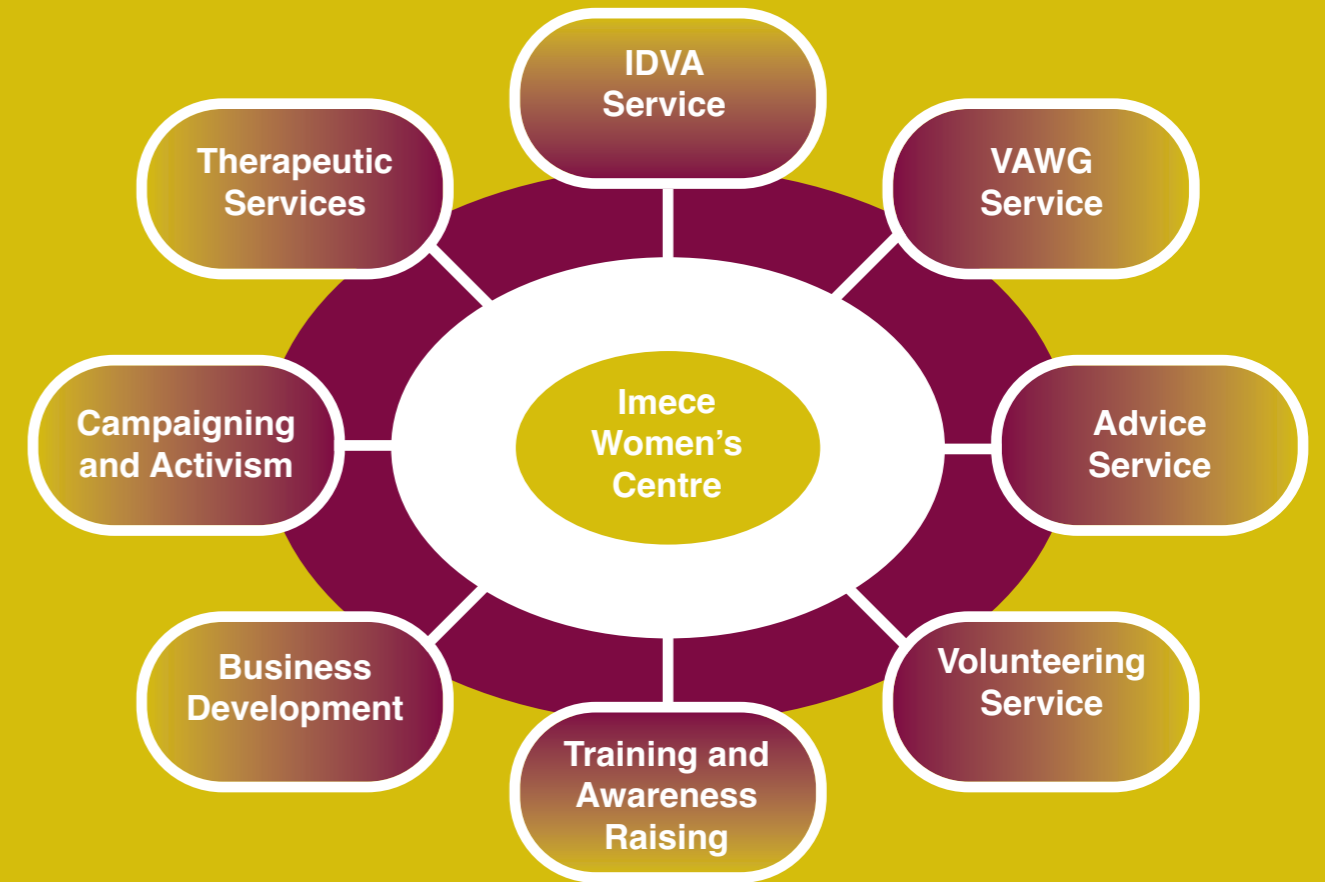 IDVA
Service
Therapeutic
Services
VAWG
Service
Campaigning
and Activism
Imece
Women’s
Centre
Advice
Service
Business
Development
Volunteering
Service
Training and
Awareness
Raising